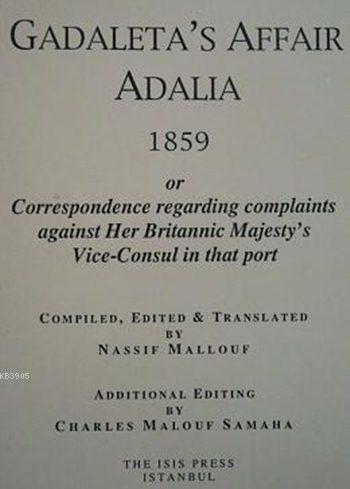 GADALETA'S AFFAIR
ADALIA
1859
or
Correspondence regarding complaints
against Her Britannic Majesty's
Vice-Consul in that port
COMPILED, EDITED & TRANSLATED
BY
NASSIF MALLOUF
KB3905
ADDITIONAL EDITING
BY
CHARLES MALOUF SAMAHA
THE ISIS PRESS
ISTANBUL